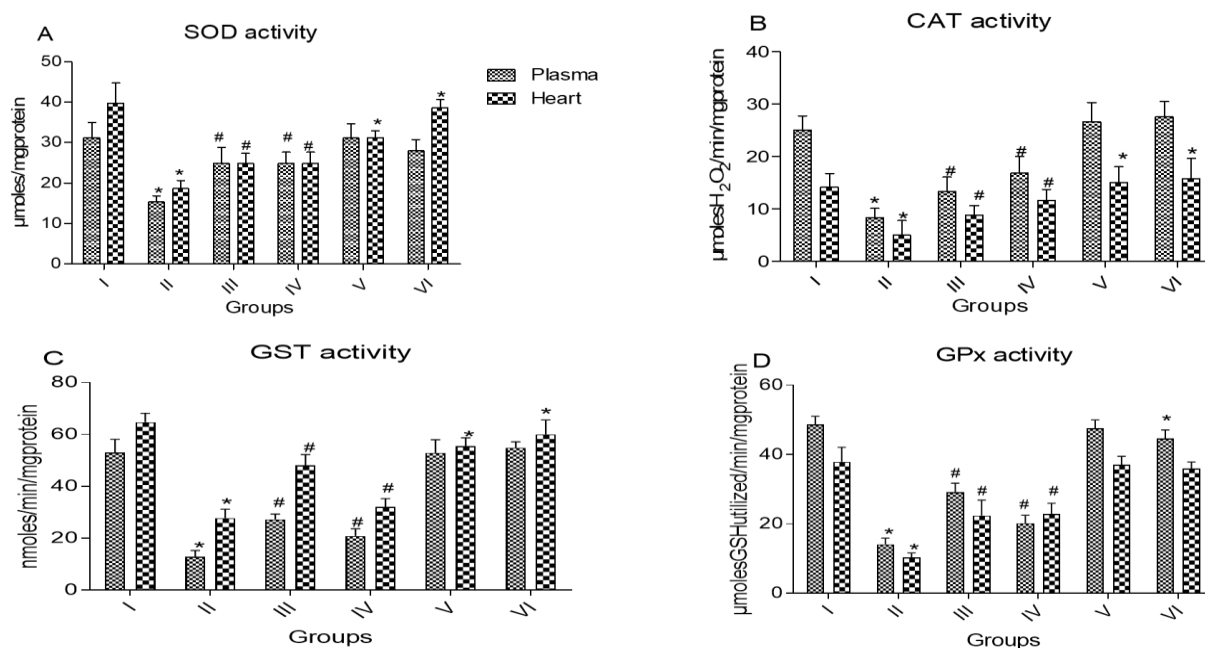 A
SOD activity
µmoles/mgprotein
50
40
30
20
10
0
# #
# #
* *
*
*
I II III IV V VI
Groups
Plasma
Heart
B
CAT activity
µmolesH2O2/min/mgprotein
40
30
20
10
0
* *
# #
# #
*
*
I II III IV V VI
Groups
C
GST activity
nmoles/min/mgprotein
80
60
40
20
0
* *
# #
# #
*
*
I II III IV V VI
Groups
D
GPx activity
µmolesGSHutilized/min/mgprotein
60
40
20
0
* *
# #
# #
*
I II III IV V VI
Groups